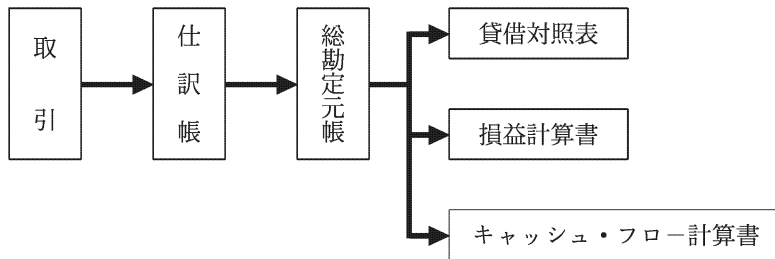 取引
仕訳帳
総勘定元帳
貸借対照表
損益計算書
キャッシュ・フロー計算書